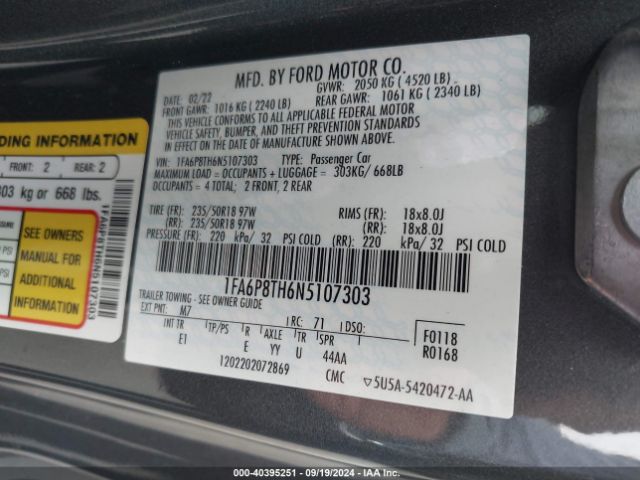 MFD. BY FORD MOTOR CO.
DATE: 02/22 GVWR: 2050 KG ( 4520 LB)
FRONT GAWR: 1016 KG ( 2240 LB) REAR GAWR: 1061 KG ( 2340 LB)
THIS VEHICLE CONFORMS TO ALL APPLICABLE FEDERAL MOTOR
VEHICLE SAFETY, BUMPER, AND THEFT PREVENTION STANDARDS
IN EFFECT ON THE DATE OF MANUFACTURE SHOWN ABOVE.
VIN: 1FA6P8TH6N5107303 TYPE: Passenger Car
MAXIMUM LOAD = OCCUPANTS + LUGGAGE = 303KG/ 668LB
OCCUPANTS = 4 TOTAL; 2 FRONT, 2 REAR
TIRE (FR): 235/50R18 97W RIMS (FR): 18x8.0J
(RR): 235/50R18 97W (RR): 18x8.0J
PRESSURE (FR): 220 kPa/ 32 PSI COLD (RR): 220 kPa/ 32 PSI COLD
1FA6P8TH6N5107303
TRAILER TOWING - SEE OWNER GUIDE
EXT PNT: M7 RC: 71 DSO:
INT TR TP/PS R AXLE TR SPR
E1 E YY U 44AA
F0118
R0168
1202202072869 CMC ▽5U5A-5420472-AA
DING INFORMATION
FRONT: 2 REAR: 2
303 kg or 668 lbs.
SEE OWNERS
MANUAL FOR
ADDITIONAL
INFORMATION
1FA6P8TH6N5107303
000-40395251 - 09/19/2024 - IAA Inc.